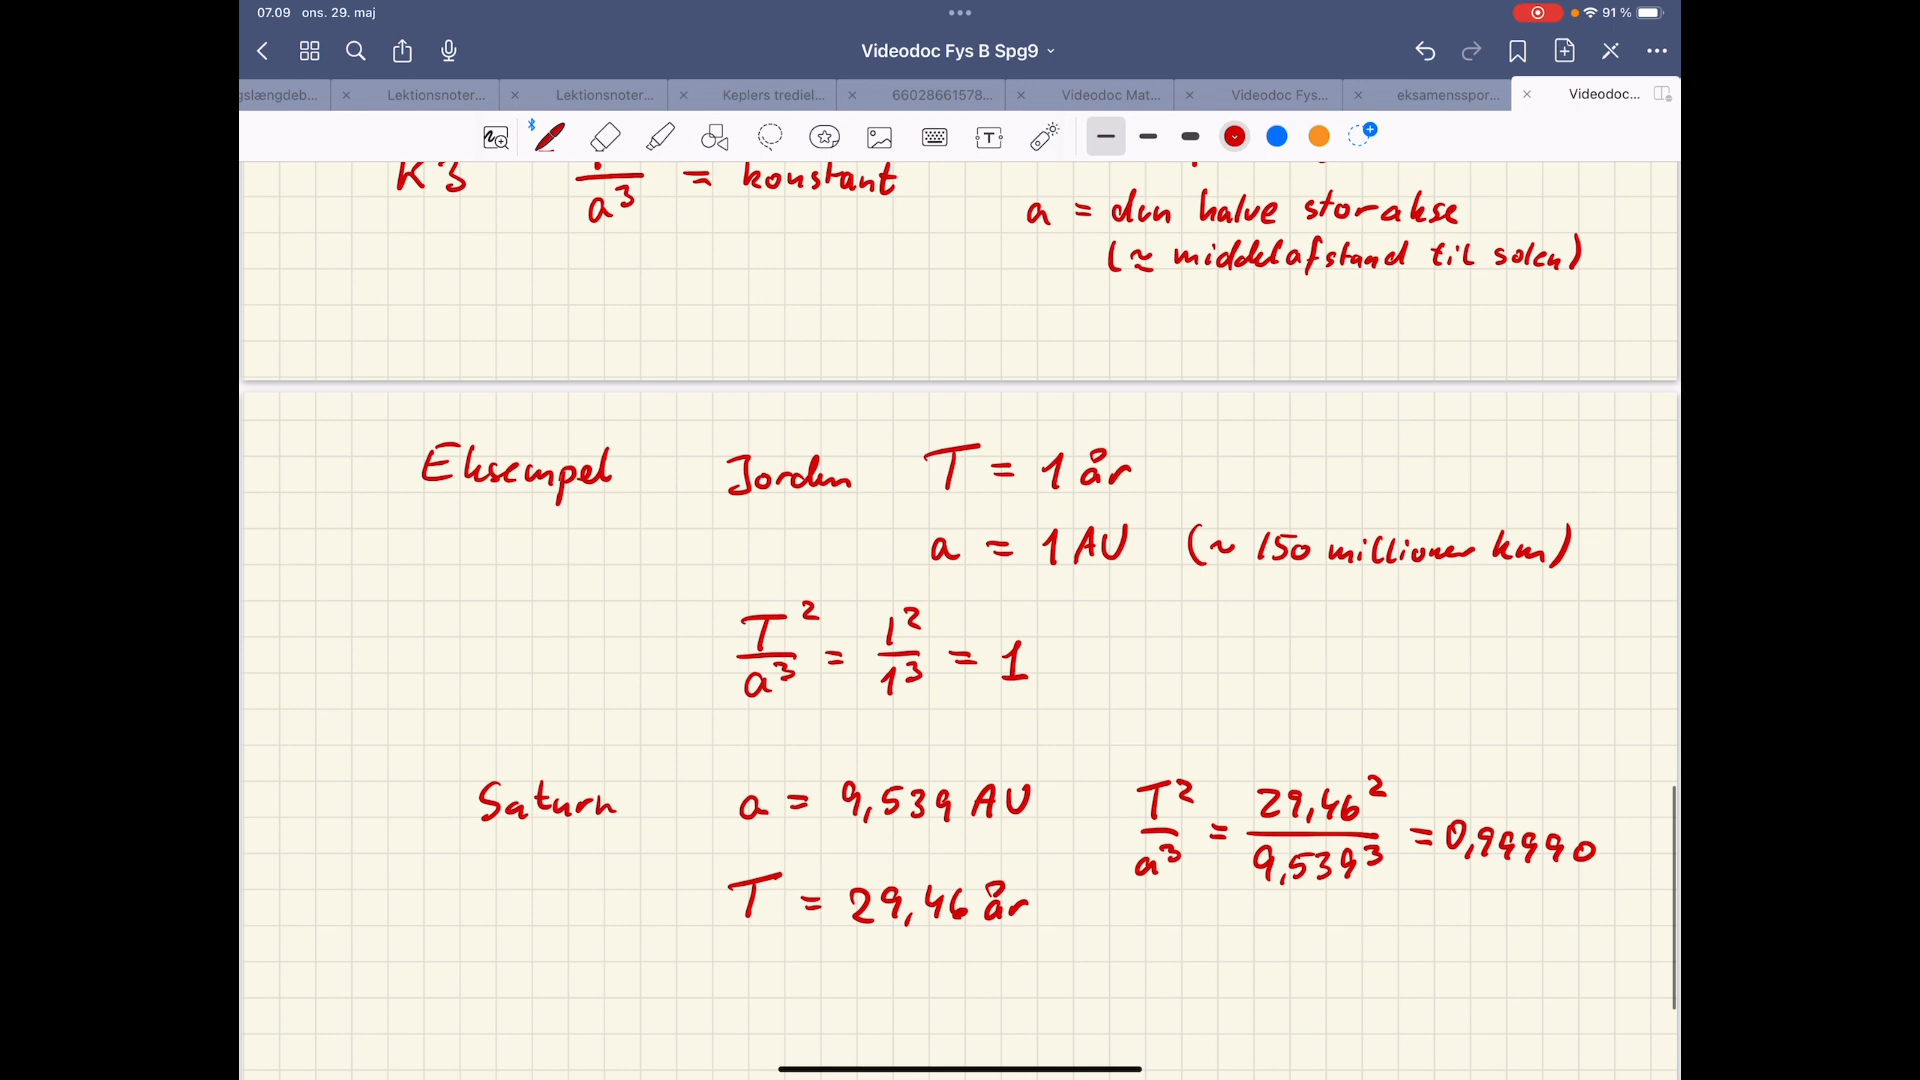 07.09 ons. 29. maj
91 %
Videodoc Fys B Spg9
gslængdeb... Lektionsnoter... Lektionsnoter... Keplers trediel... 66028661578... Videodoc Mat... Videodoc Fys... eksamensspor... Videodoc...
K3 a³ = konstant
a = den halve storakse
(≈ middelafstand til solen)
Eksempel Jorden T = 1 år
a = 1 AU (~ 150 millioner km)
T²/a³ = 1²/1³ = 1
Saturn a = 9,539 AU T²/a³ = 29,46²/9,539³ = 0,99990
T = 29,46 år